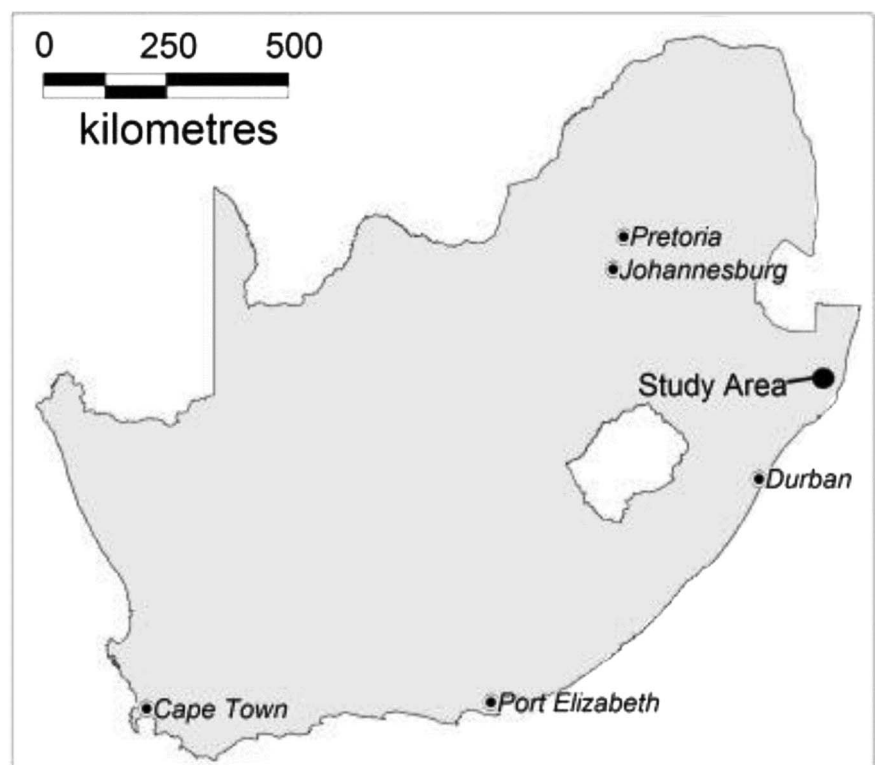 0 250 500
kilometres
Pretoria
Johannesburg
Study Area
Durban
Port Elizabeth
Cape Town